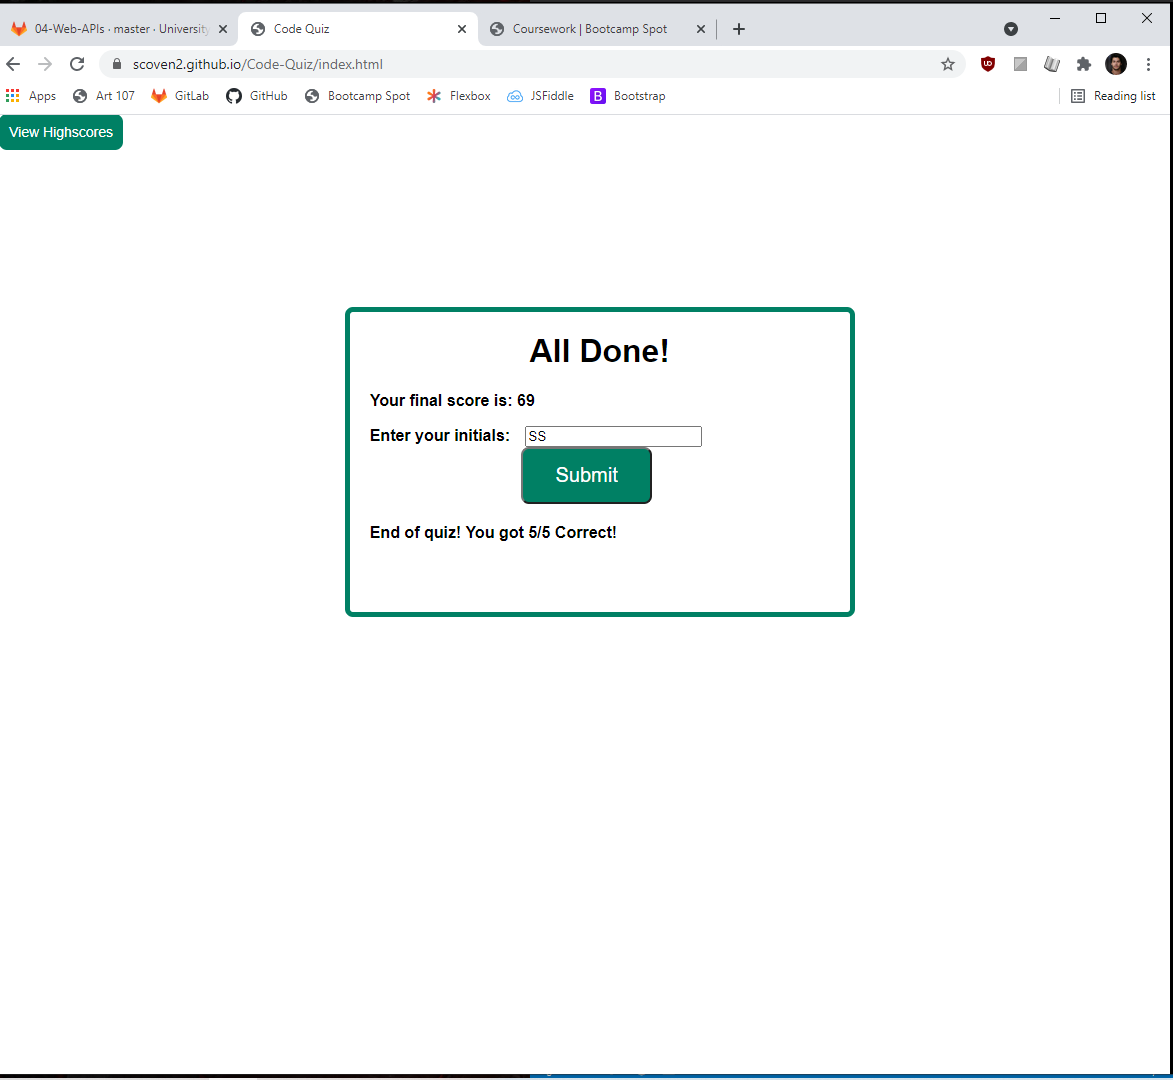 04-Web-APIs · master · University
Code Quiz
Coursework | Bootcamp Spot
scoven2.github.io/Code-Quiz/index.html
UD
Apps
Art 107
GitLab
GitHub
Bootcamp Spot
Flexbox
JSFiddle
B
Bootstrap
Reading list
View Highscores
All Done!
Your final score is: 69
Enter your initials: SS
Submit
End of quiz! You got 5/5 Correct!